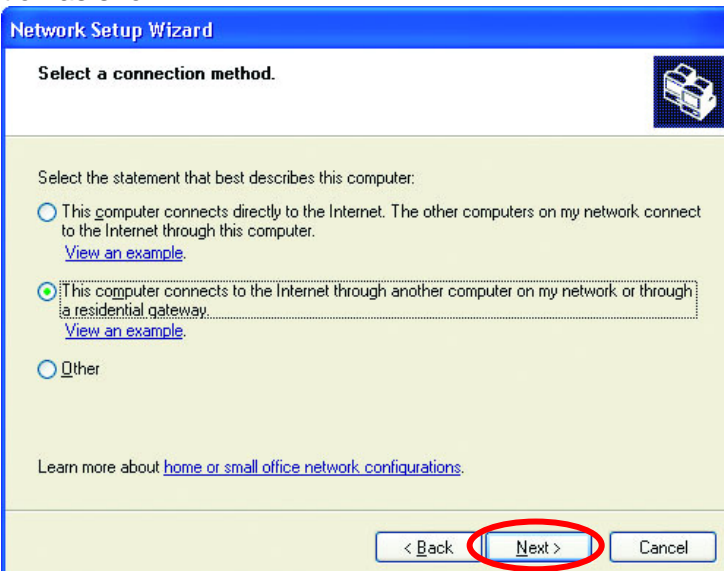 Network Setup Wizard
Select a connection method.
Select the statement that best describes this computer:
This computer connects directly to the Internet. The other computers on my network connect
to the Internet through this computer.
View an example.
This computer connects to the Internet through another computer on my network or through
a residential gateway.
View an example.
Other
Learn more about home or small office network configurations.
< Back Next > Cancel